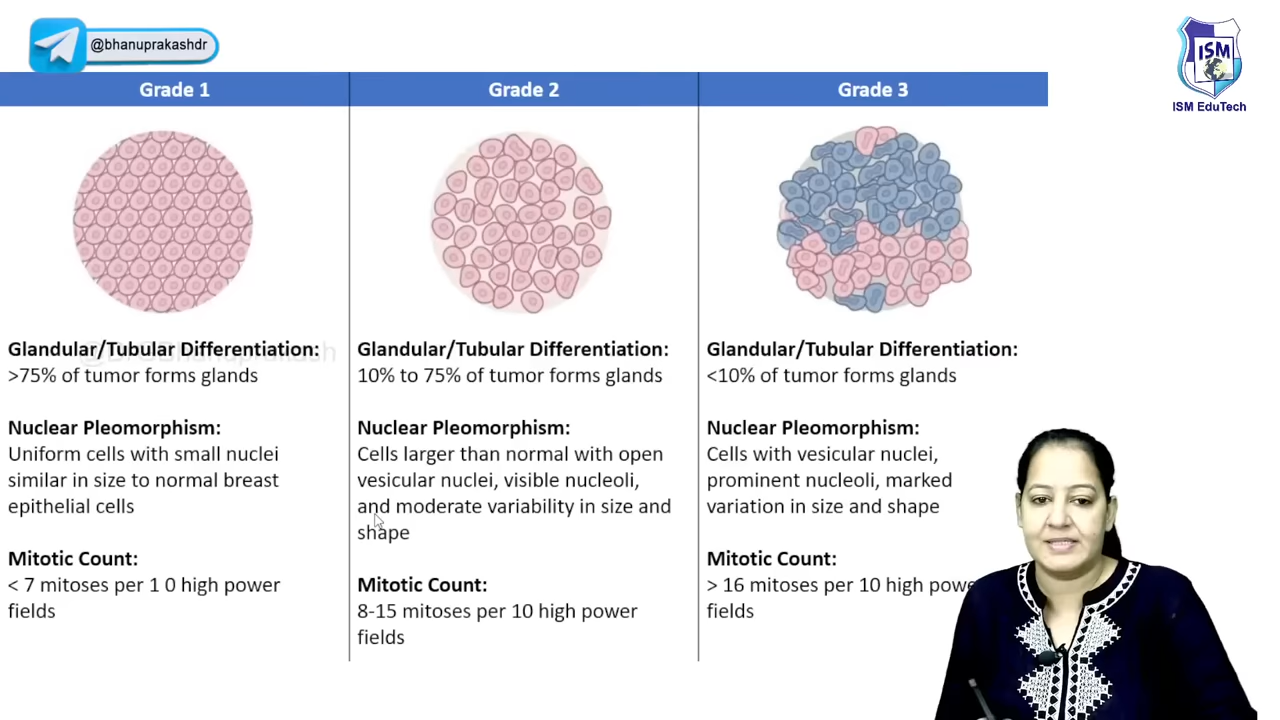 @bhanuprakashdr
ISM
ISM EduTech
Grade 1
Grade 2
Grade 3
Glandular/Tubular Differentiation:
>75% of tumor forms glands
Nuclear Pleomorphism:
Uniform cells with small nuclei
similar in size to normal breast
epithelial cells
Mitotic Count:
< 7 mitoses per 1 0 high power
fields
Glandular/Tubular Differentiation:
10% to 75% of tumor forms glands
Nuclear Pleomorphism:
Cells larger than normal with open
vesicular nuclei, visible nucleoli,
and moderate variability in size and
shape
Mitotic Count:
8-15 mitoses per 10 high power
fields
Glandular/Tubular Differentiation:
<10% of tumor forms glands
Nuclear Pleomorphism:
Cells with vesicular nuclei,
prominent nucleoli, marked
variation in size and shape
Mitotic Count:
> 16 mitoses per 10 high powe
fields